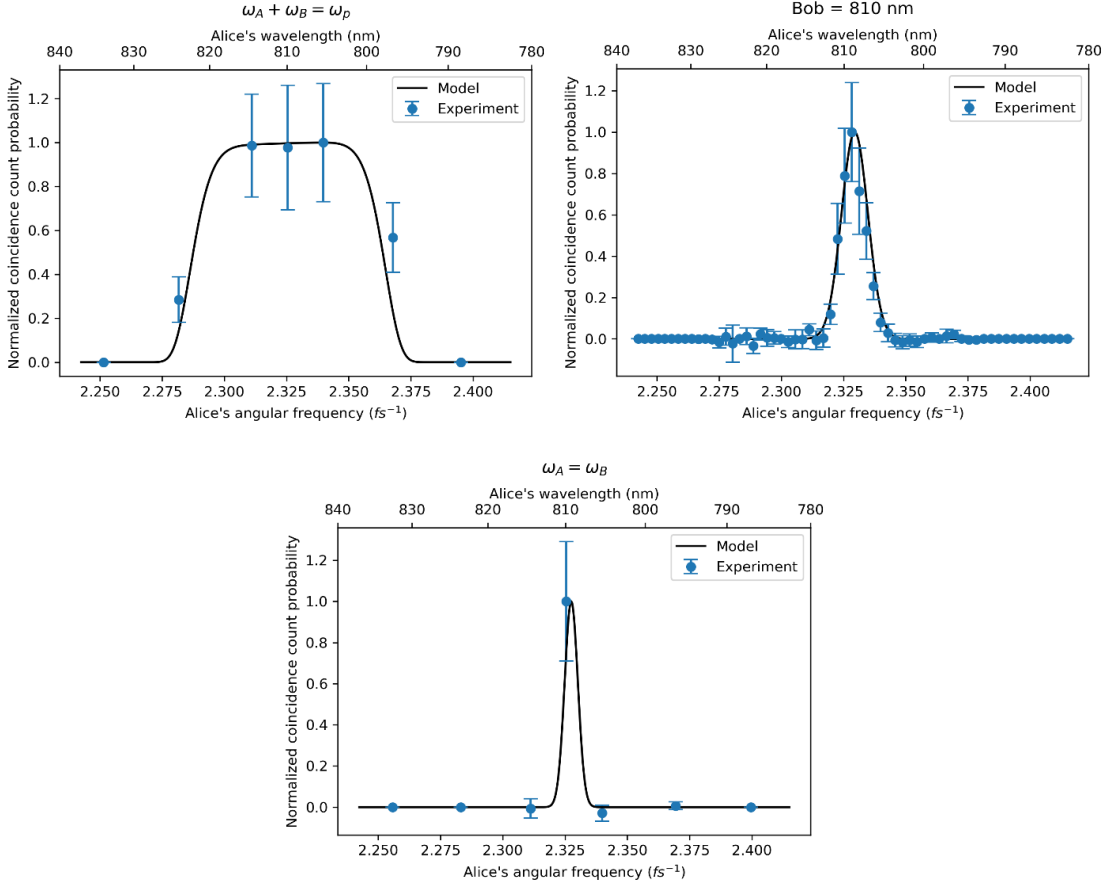 ω_A + ω_B = ω_p
Alice's wavelength (nm)
840 830 820 810 800 790 780
Normalized coincidence count probability
1.2
1.0
0.8
0.6
0.4
0.2
0.0
Model
Experiment
2.250 2.275 2.300 2.325 2.350 2.375 2.400
Alice's angular frequency (fs⁻¹)
Bob = 810 nm
Alice's wavelength (nm)
840 830 820 810 800 790 780
Normalized coincidence count probability
1.2
1.0
0.8
0.6
0.4
0.2
0.0
Model
Experiment
2.250 2.275 2.300 2.325 2.350 2.375 2.400
Alice's angular frequency (fs⁻¹)
ω_A = ω_B
Alice's wavelength (nm)
840 830 820 810 800 790 780
Normalized coincidence count probability
1.2
1.0
0.8
0.6
0.4
0.2
0.0
Model
Experiment
2.250 2.275 2.300 2.325 2.350 2.375 2.400
Alice's angular frequency (fs⁻¹)